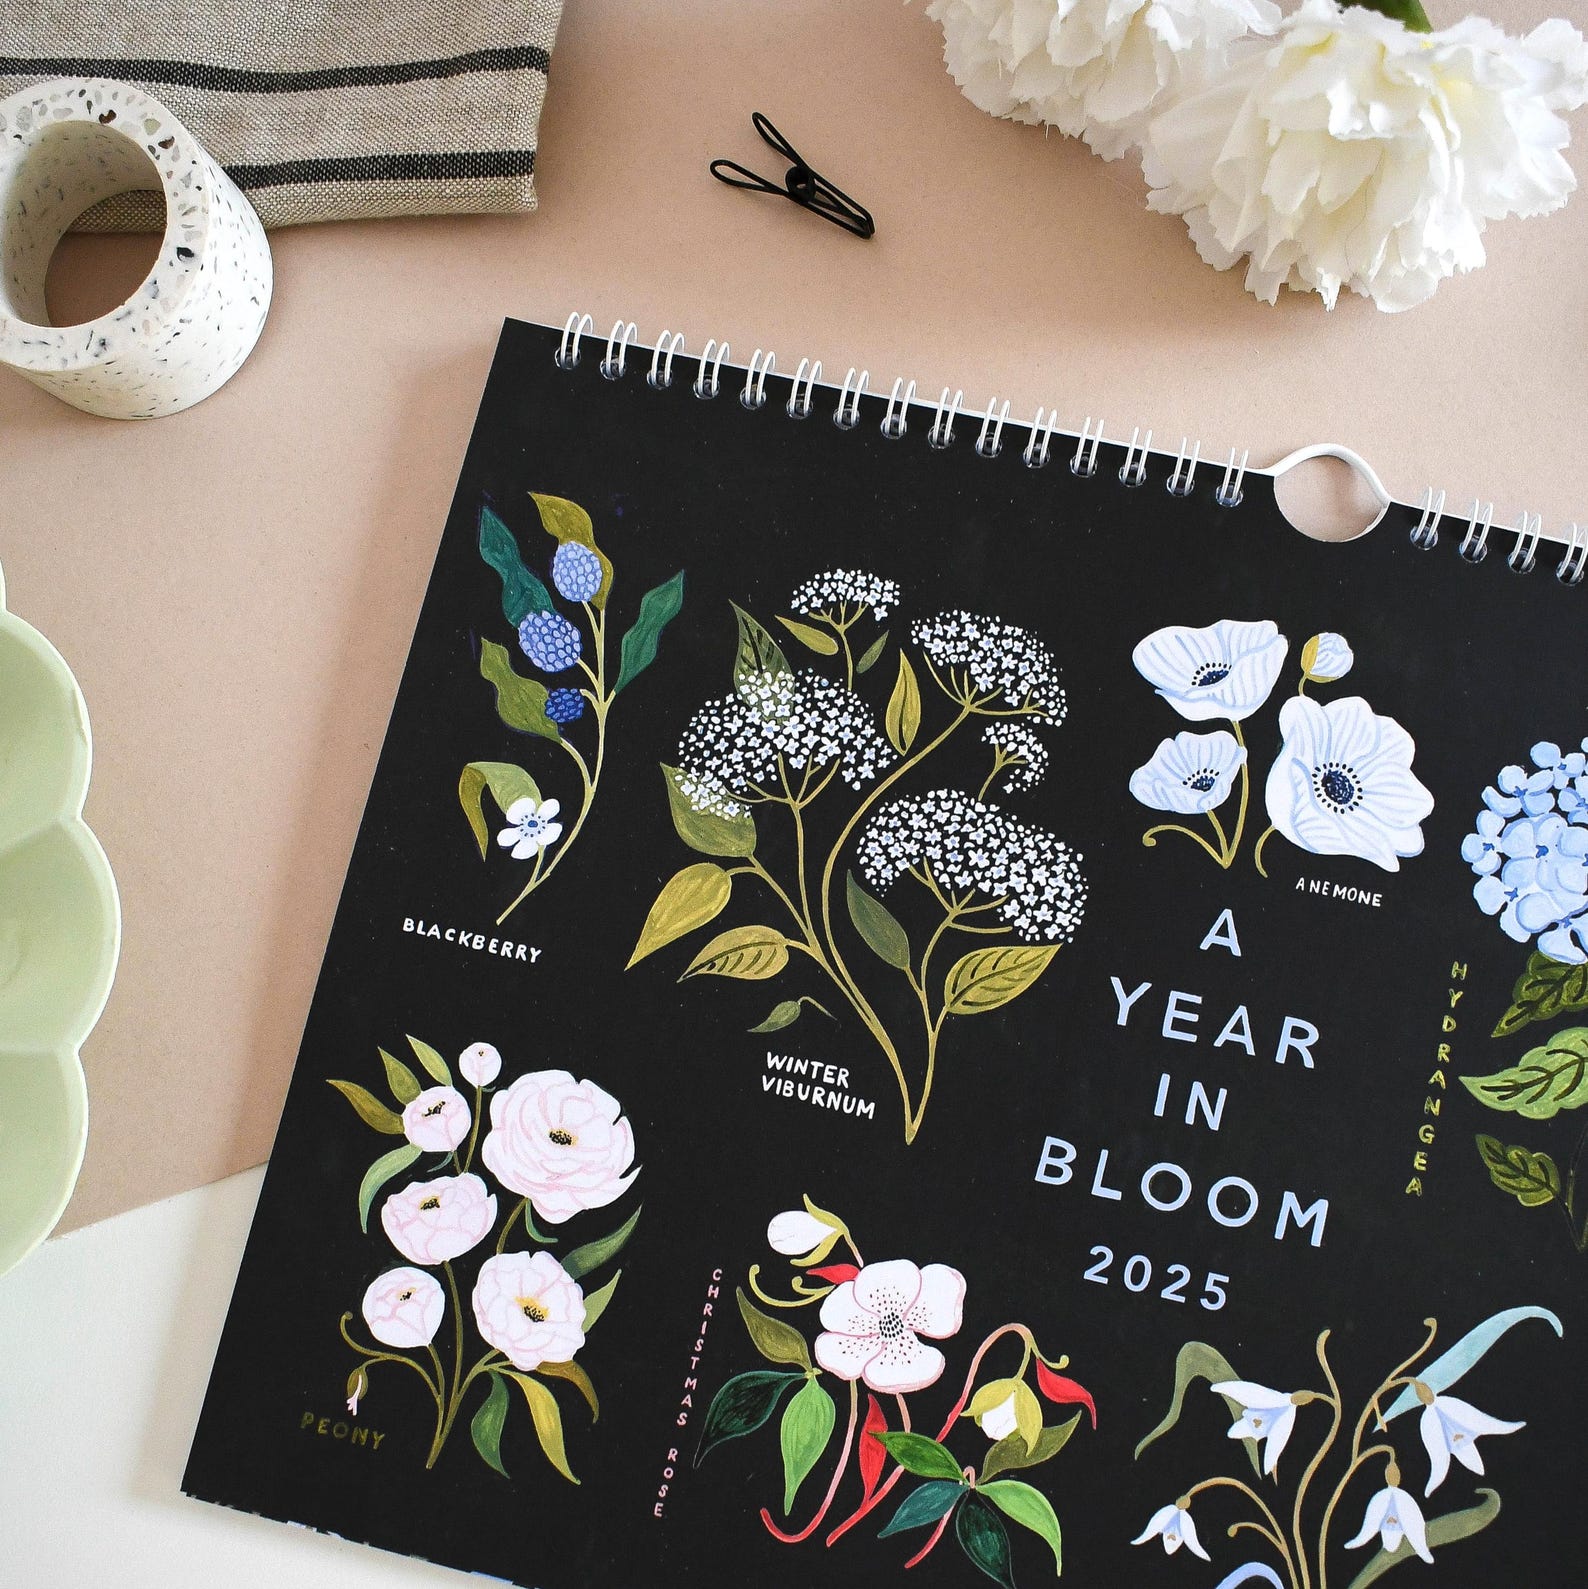 BLACKBERRY
WINTER
VIBURNUM
ANEMONE
HYDRANGEA
A
YEAR
IN
BLOOM
2025
PEONY
CHRISTMAS ROSE